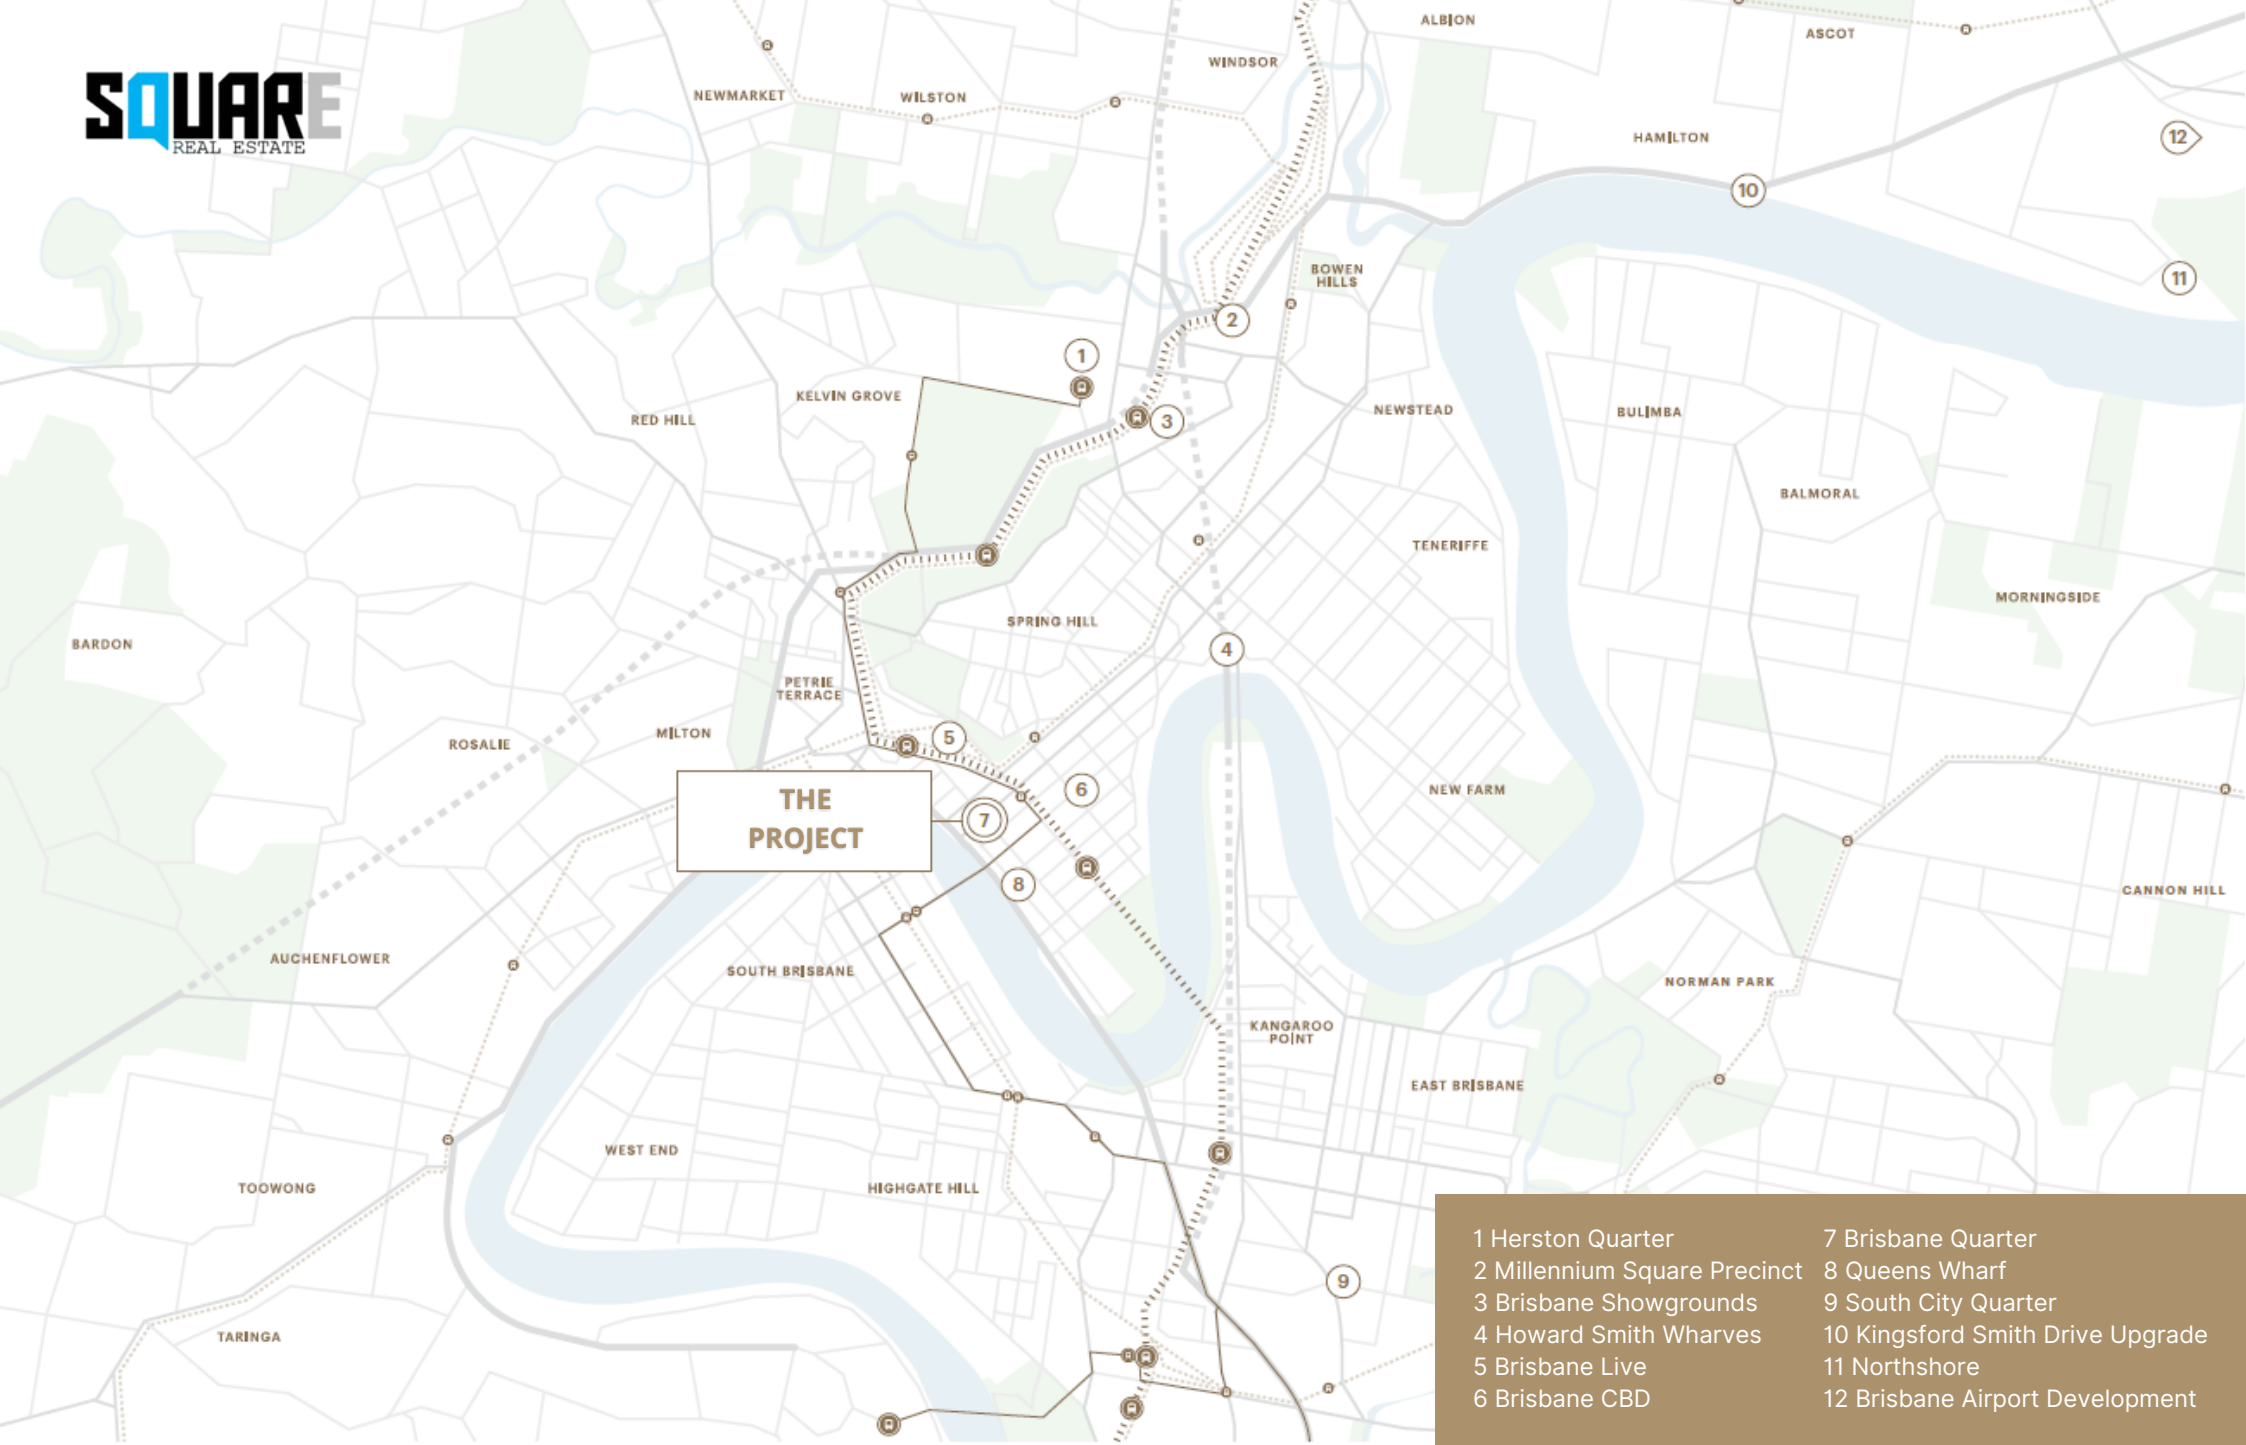 SQUARE
REAL ESTATE
ALBION
ASCOT
WINDSOR
NEWMARKET
WILSTON
HAMILTON
12
10
BOWEN
HILLS
11
2
1
KELVIN GROVE
NEWSTEAD
BULIMBA
RED HILL
3
BALMORAL
TENERIFFE
MORNINGSIDE
SPRING HILL
BARDON
4
PETRIE
TERRACE
MILTON
ROSALIE
5
6
NEW FARM
THE
PROJECT
7
8
CANNON HILL
AUCHENFLOWER
SOUTH BRISBANE
NORMAN PARK
KANGAROO
POINT
EAST BRISBANE
WEST END
TOOWONG
HIGHGATE HILL
9
TARINGA
1 Herston Quarter
2 Millennium Square Precinct
3 Brisbane Showgrounds
4 Howard Smith Wharves
5 Brisbane Live
6 Brisbane CBD
7 Brisbane Quarter
8 Queens Wharf
9 South City Quarter
10 Kingsford Smith Drive Upgrade
11 Northshore
12 Brisbane Airport Development